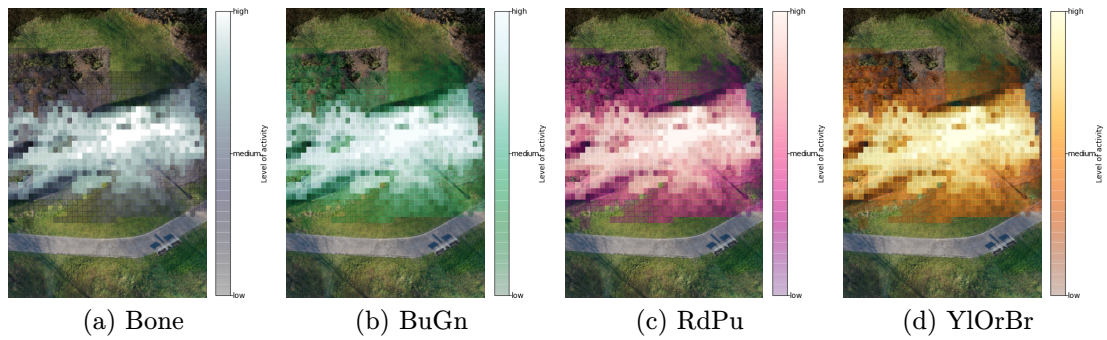 high
medium
low
Level of activity
high
medium
low
Level of activity
high
medium
low
Level of activity
high
medium
low
Level of activity
(a) Bone
(b) BuGn
(c) RdPu
(d) YlOrBr